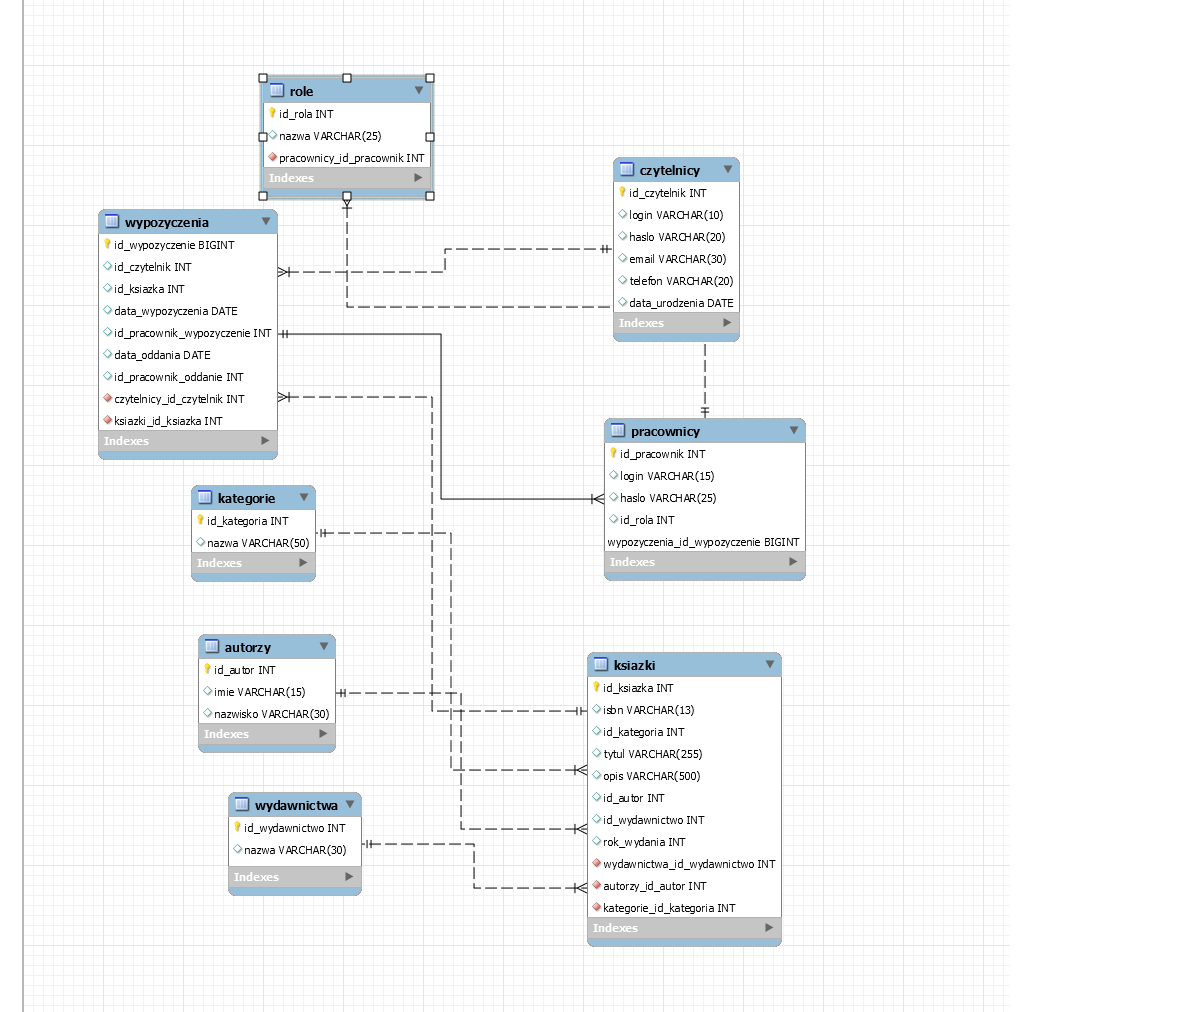 role
id_rola INT
nazwa VARCHAR(25)
pracownicy_id_pracownik INT
Indexes
czytelnicy
id_czytelnik INT
login VARCHAR(10)
haslo VARCHAR(20)
email VARCHAR(30)
telefon VARCHAR(20)
data_urodzenia DATE
Indexes
wypozyczenia
id_wypozyczenie BIGINT
id_czytelnik INT
id_ksiazka INT
data_wypozyczenia DATE
id_pracownik_wypozyczenie INT
data_oddania DATE
id_pracownik_oddanie INT
czytelnicy_id_czytelnik INT
ksiazki_id_ksiazka INT
Indexes
pracownicy
id_pracownik INT
login VARCHAR(15)
haslo VARCHAR(25)
id_rola INT
wypozyczenia_id_wypozyczenie BIGINT
Indexes
kategorie
id_kategoria INT
nazwa VARCHAR(50)
Indexes
autorzy
id_autor INT
imie VARCHAR(15)
nazwisko VARCHAR(30)
Indexes
ksiazki
id_ksiazka INT
isbn VARCHAR(13)
id_kategoria INT
tytul VARCHAR(255)
opis VARCHAR(500)
id_autor INT
id_wydawnictwo INT
rok_wydania INT
wydawnictwa_id_wydawnictwo INT
autorzy_id_autor INT
kategorie_id_kategoria INT
Indexes
wydawnictwa
id_wydawnictwo INT
nazwa VARCHAR(30)
Indexes